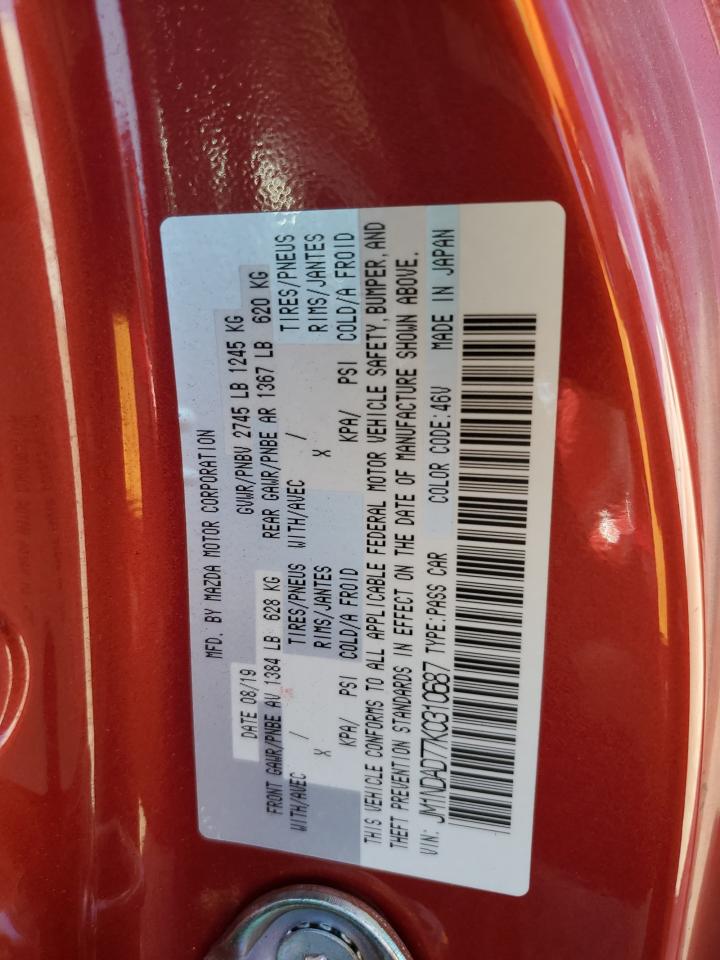 MFD. BY MAZDA MOTOR CORPORATION
DATE 08/19 GVWR/PNBV 2745 LB 1245 KG
FRONT GAWR/PNBE AV 1384 LB 628 KG REAR GAWR/PNBE AR 1367 LB 620 KG
WITH/AVEC / TIRES/PNEUS WITH/AVEC / TIRES/PNEUS
X RIMS/JANTES X RIMS/JANTES
KPA/ PSI COLD/A FROID KPA/ PSI COLD/A FROID
THIS VEHICLE CONFORMS TO ALL APPLICABLE FEDERAL MOTOR VEHICLE SAFETY, BUMPER, AND
THEFT PREVENTION STANDARDS IN EFFECT ON THE DATE OF MANUFACTURE SHOWN ABOVE.
VIN: JM1NDAD77K0310687 TYPE:PASS CAR COLOR CODE:46V MADE IN JAPAN